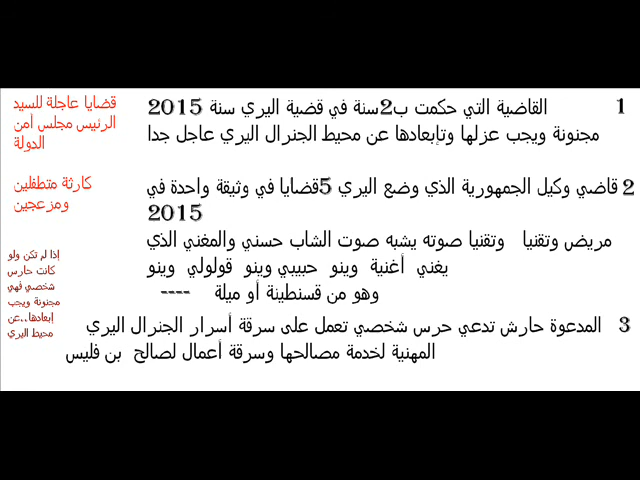 1 القاضية التي حكمت ب2سنة في قضية اليري سنة 2015
مجنونة ويجب عزلها وتإبعادها عن محيط الجنرال اليري عاجل جدا
2 قاضي وكيل الجمهورية الذي وضع اليري 5قضايا في وثيقة واحدة في
2015
مريض وتقنيا وتقنيا صوته يشبه صوت الشاب حسني والمغني الذي
يغني أغنية وينو حبيبي وينو قولولي وينو
وهو من قسنطينة أو ميلة ----
3 المدعوة حارش تدعي حرس شخصي تعمل على سرقة أسرار الجنرال اليري
المهنية لخدمة مصالحها وسرقة أعمال لصالح بن فليس
قضايا عاجلة للسيد
الرئيس مجلس أمن
الدولة
كارثة متطفلين
ومزعجين
إذا لم تكن ولو
كانت حارس
شخصي فهي
مجنونة ويجب
إبعادها..عن
محيط اليري